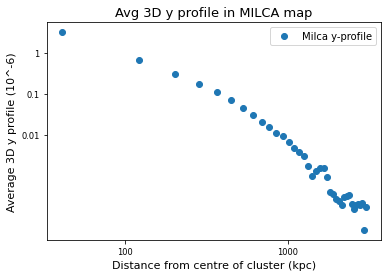 Avg 3D y profile in MILCA map
Milca y-profile
1
0.1
0.01
Average 3D y profile (10^-6)
100
1000
Distance from centre of cluster (kpc)